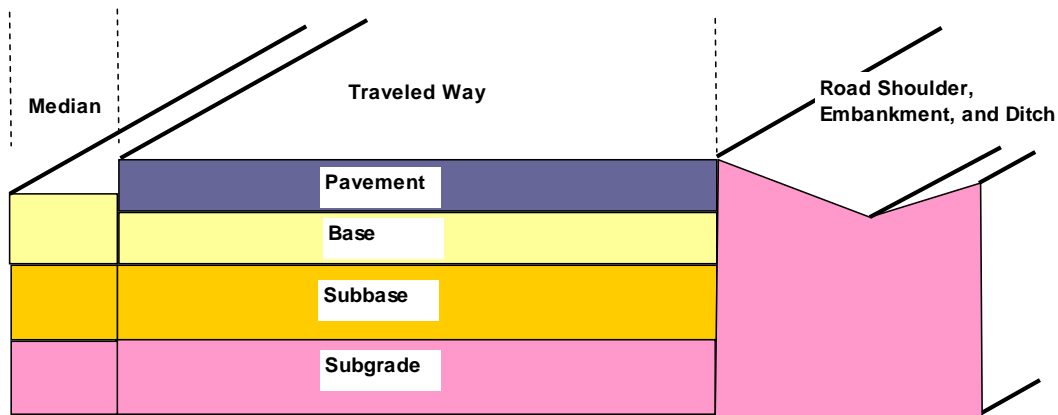 Median
Traveled Way
Road Shoulder,
Embankment, and Ditch
Pavement
Base
Subbase
Subgrade